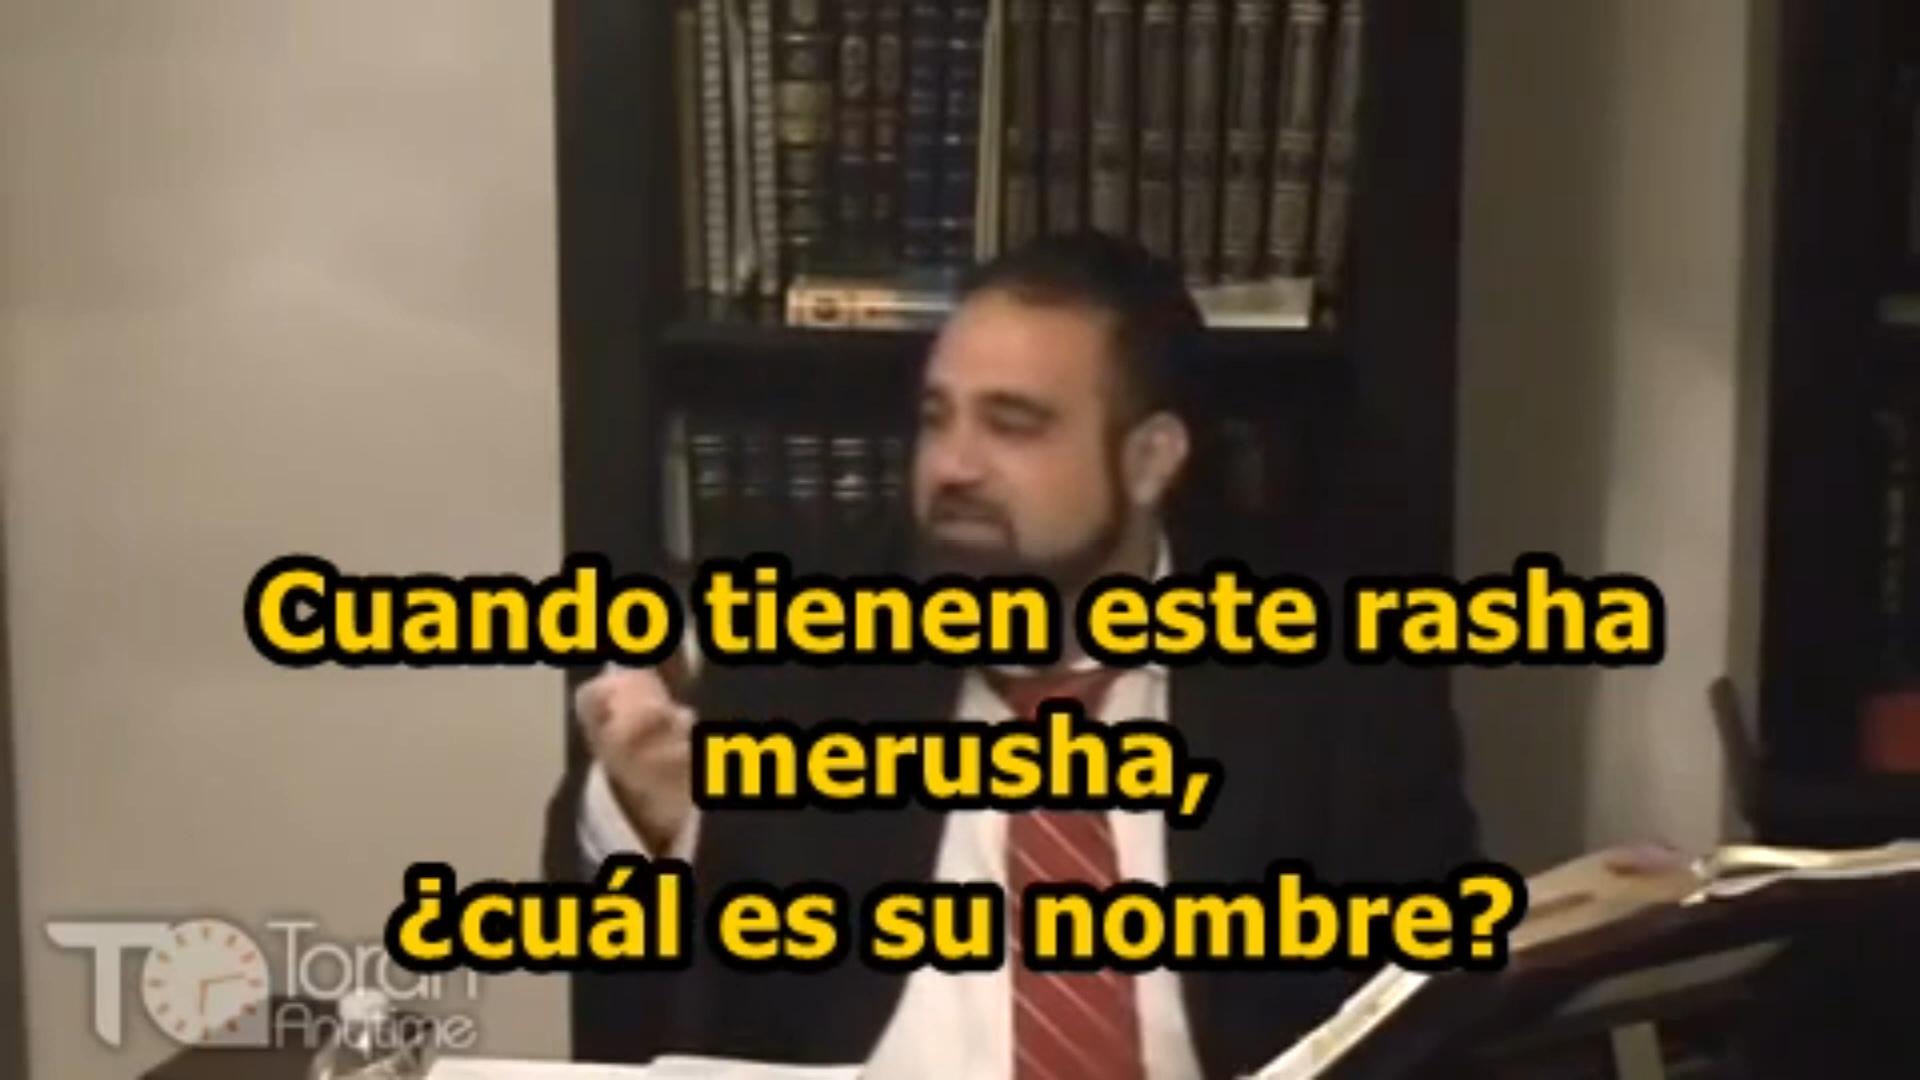 Cuando tienen este rasha
merusha,
¿cuál es su nombre?
Torah
Anytime